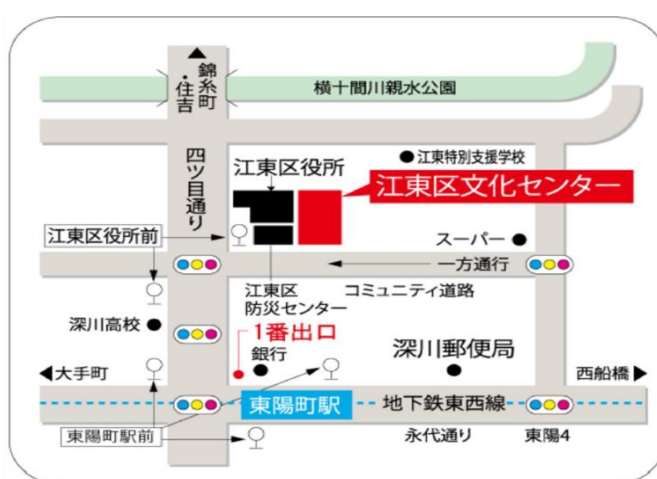 錦糸町
・住吉
横十間川親水公園
四ツ目通り
江東区役所
江東特別支援学校
江東区文化センター
江東区役所前
スーパー
一方通行
江東区
防災センター
コミュニティ道路
深川高校
1番出口
銀行
深川郵便局
大手町
西船橋
東陽町駅
地下鉄東西線
東陽町駅前
永代通り
東陽4